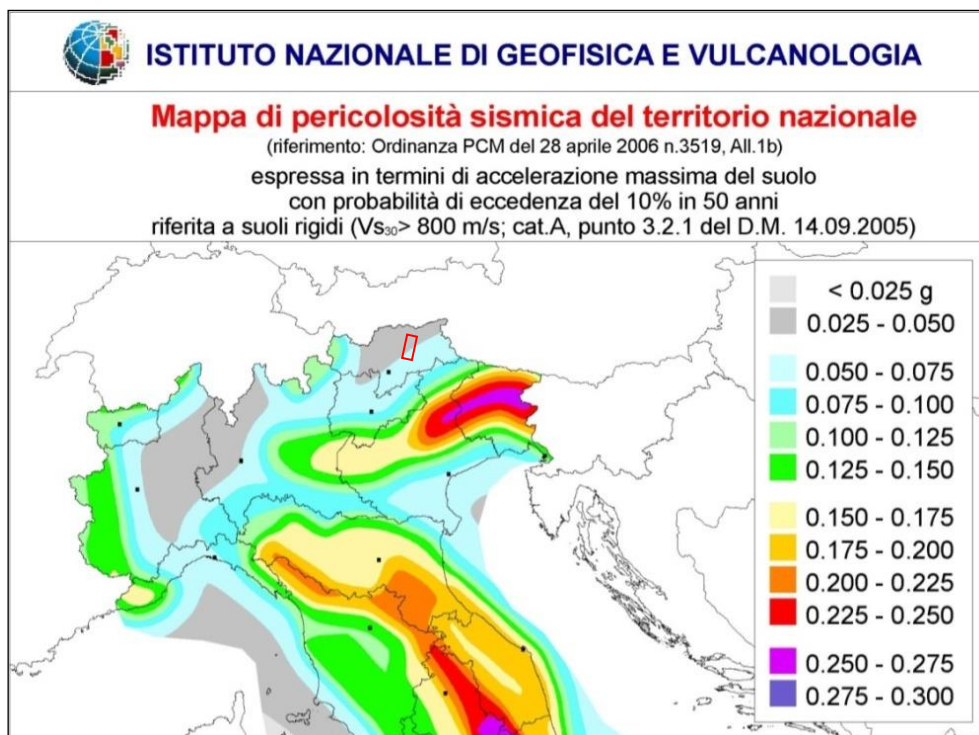 ISTITUTO NAZIONALE DI GEOFISICA E VULCANOLOGIA
Mappa di pericolosità sismica del territorio nazionale
(riferimento: Ordinanza PCM del 28 aprile 2006 n.3519, All.1b)
espressa in termini di accelerazione massima del suolo
con probabilità di eccedenza del 10% in 50 anni
riferita a suoli rigidi (Vs₃₀> 800 m/s; cat.A, punto 3.2.1 del D.M. 14.09.2005)
< 0.025 g
0.025 - 0.050
0.050 - 0.075
0.075 - 0.100
0.100 - 0.125
0.125 - 0.150
0.150 - 0.175
0.175 - 0.200
0.200 - 0.225
0.225 - 0.250
0.250 - 0.275
0.275 - 0.300